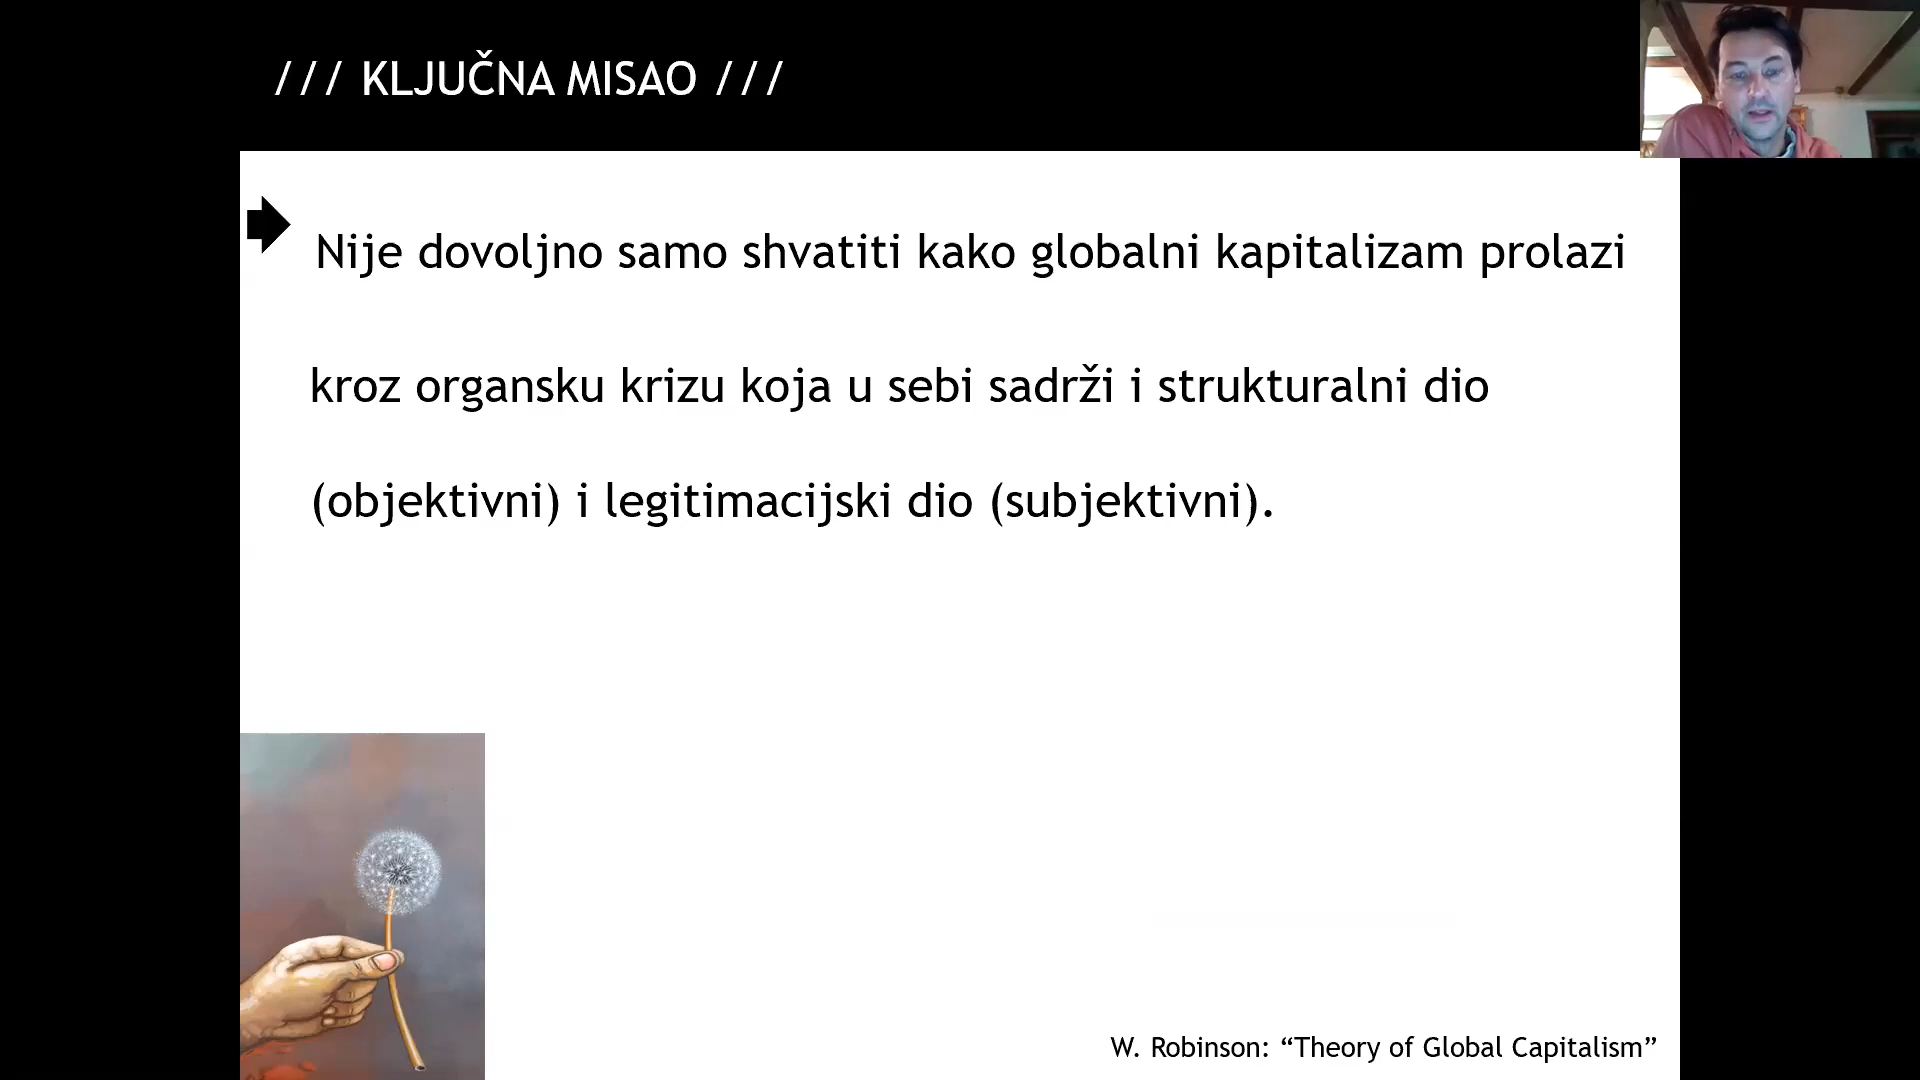 /// KLJUČNA MISAO ///
Nije dovoljno samo shvatiti kako globalni kapitalizam prolazi
kroz organsku krizu koja u sebi sadrži i strukturalni dio
(objektivni) i legitimacijski dio (subjektivni).
W. Robinson: “Theory of Global Capitalism”